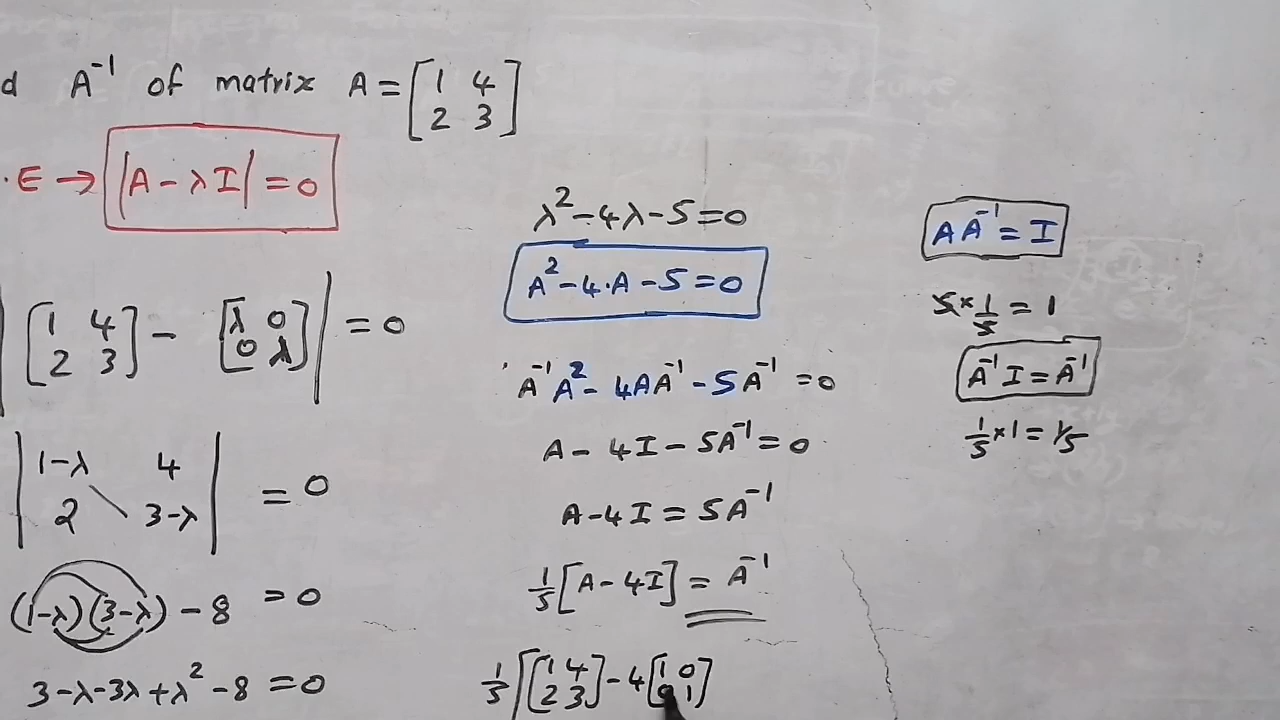 d A⁻¹ of matrix A = [1 4
2 3]
.E → |A - λI| = 0
| [1 4
2 3] - [λ 0
0 λ] | = 0
| 1-λ 4
2 3-λ | = 0
(1-λ)(3-λ) - 8 = 0
3-λ-3λ+λ²-8 = 0
λ²-4λ-5=0
A²-4·A-5=0
A⁻¹A²-4AA⁻¹-5A⁻¹=0
A-4I-5A⁻¹=0
A-4I=5A⁻¹
1/5[A-4I]=A⁻¹
1/5[[1 4
2 3]-4[1 0
0 1]
AA⁻¹=I
5×1/5=1
A⁻¹I=A⁻¹
1/5×1=1/5